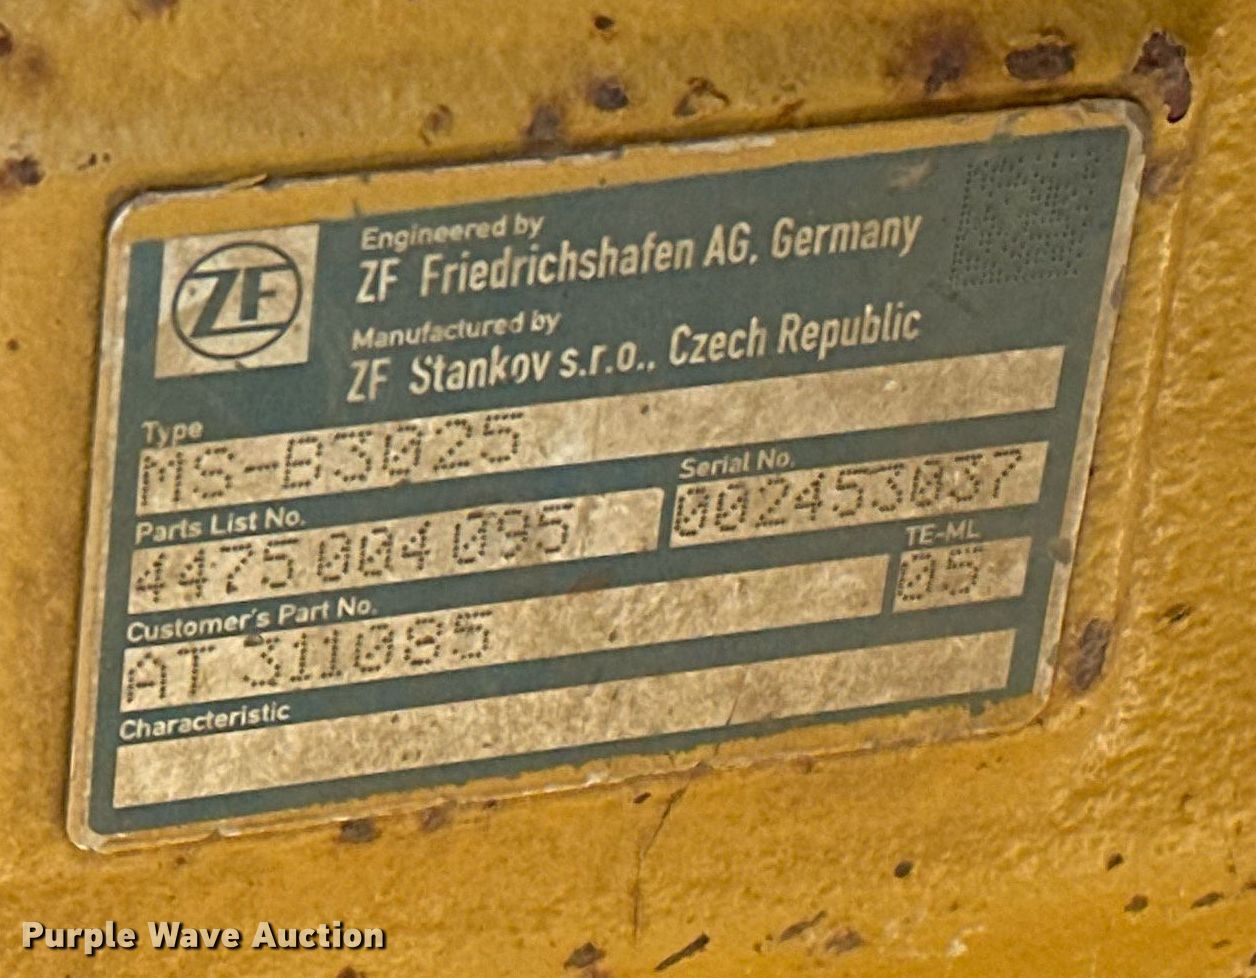 ZF
Engineered by
ZF Friedrichshafen AG, Germany
Manufactured by
ZF Stankov s.r.o., Czech Republic
Type
MS-B3025
Parts List No.
4475 004 095
Serial No.
002453037
Customer's Part No.
AT 311085
TE-ML
05
Characteristic
Purple Wave Auction